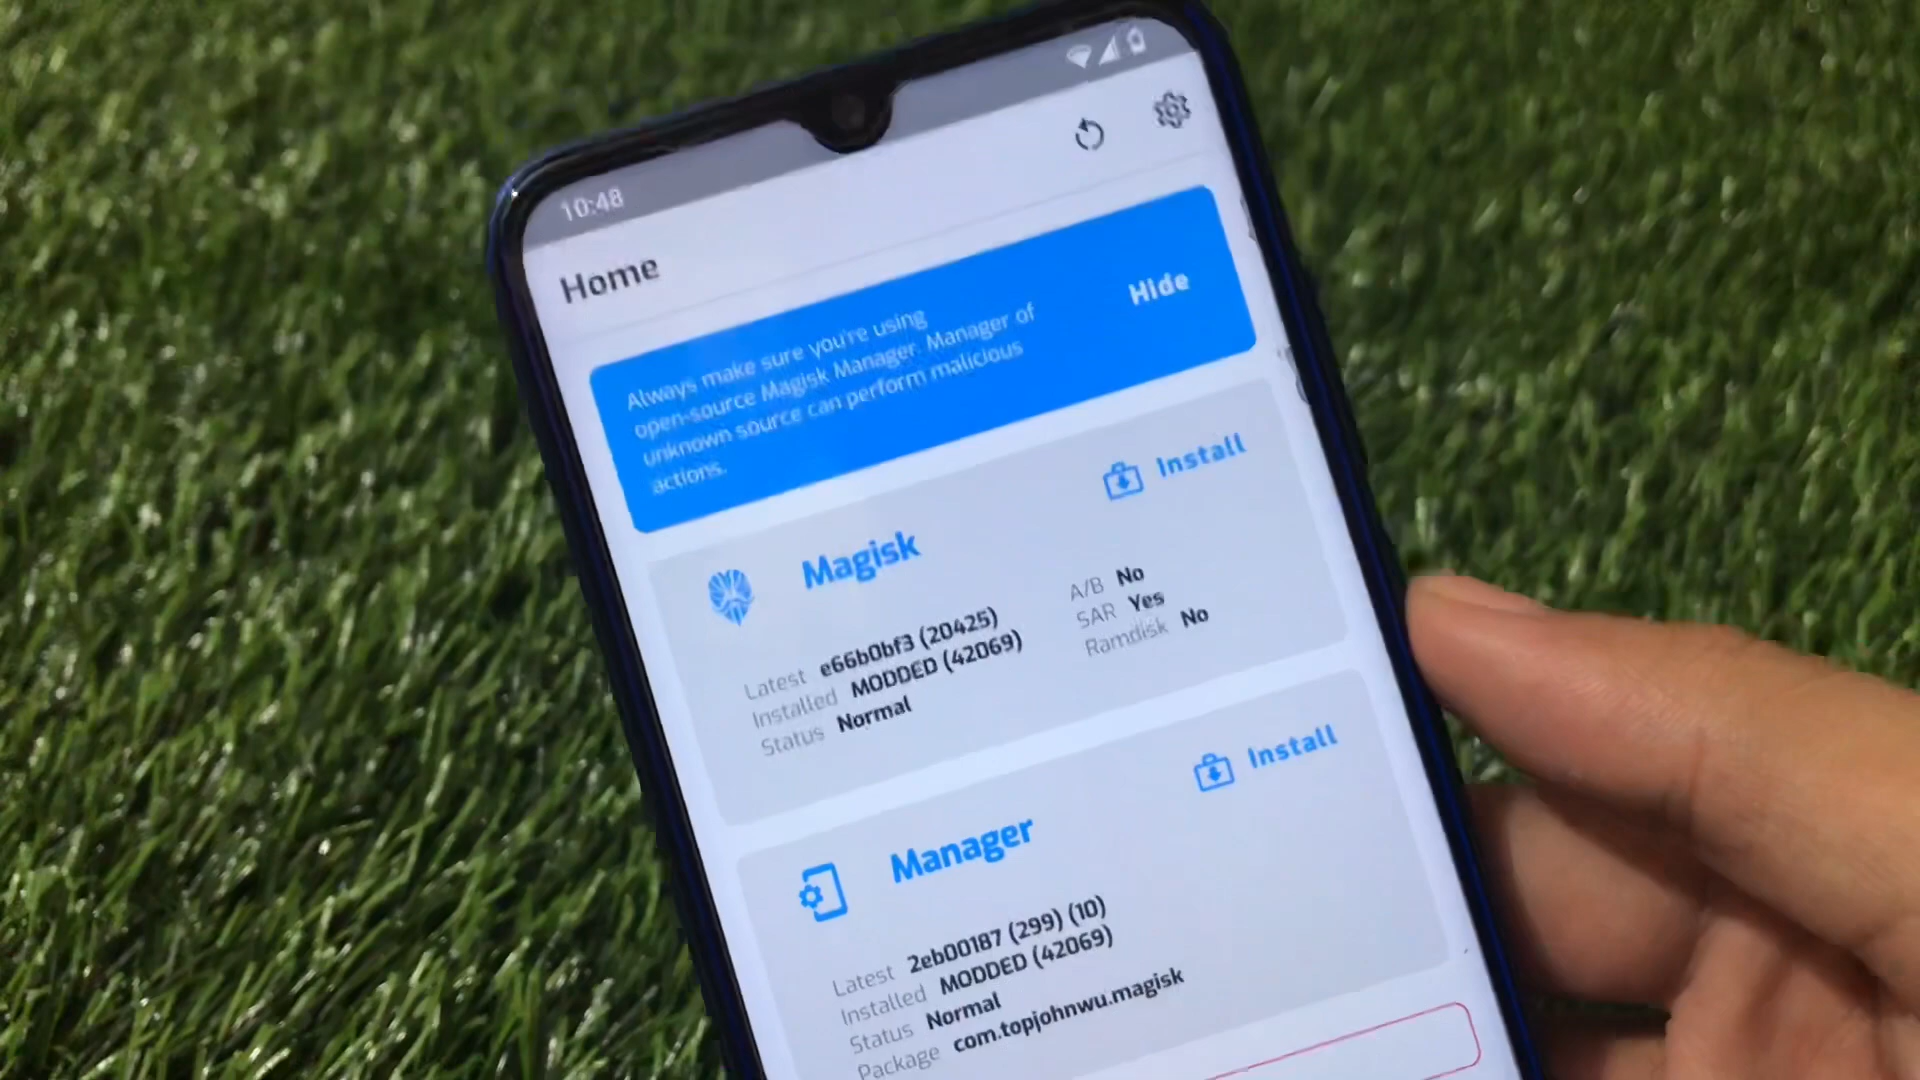 10:48
Home
Always make sure you're using
open-source Magisk Manager. Manager of
unknown source can perform malicious
actions.
Hide
Magisk
Install
Latest e66b0bf3 (20425)
Installed MODDED (42069)
Status Normal
A/B No
SAR Yes
Ramdisk No
Manager
Install
Latest 2eb00187 (299) (10)
Installed MODDED (42069)
Status Normal
Package com.topjohnwu.magisk